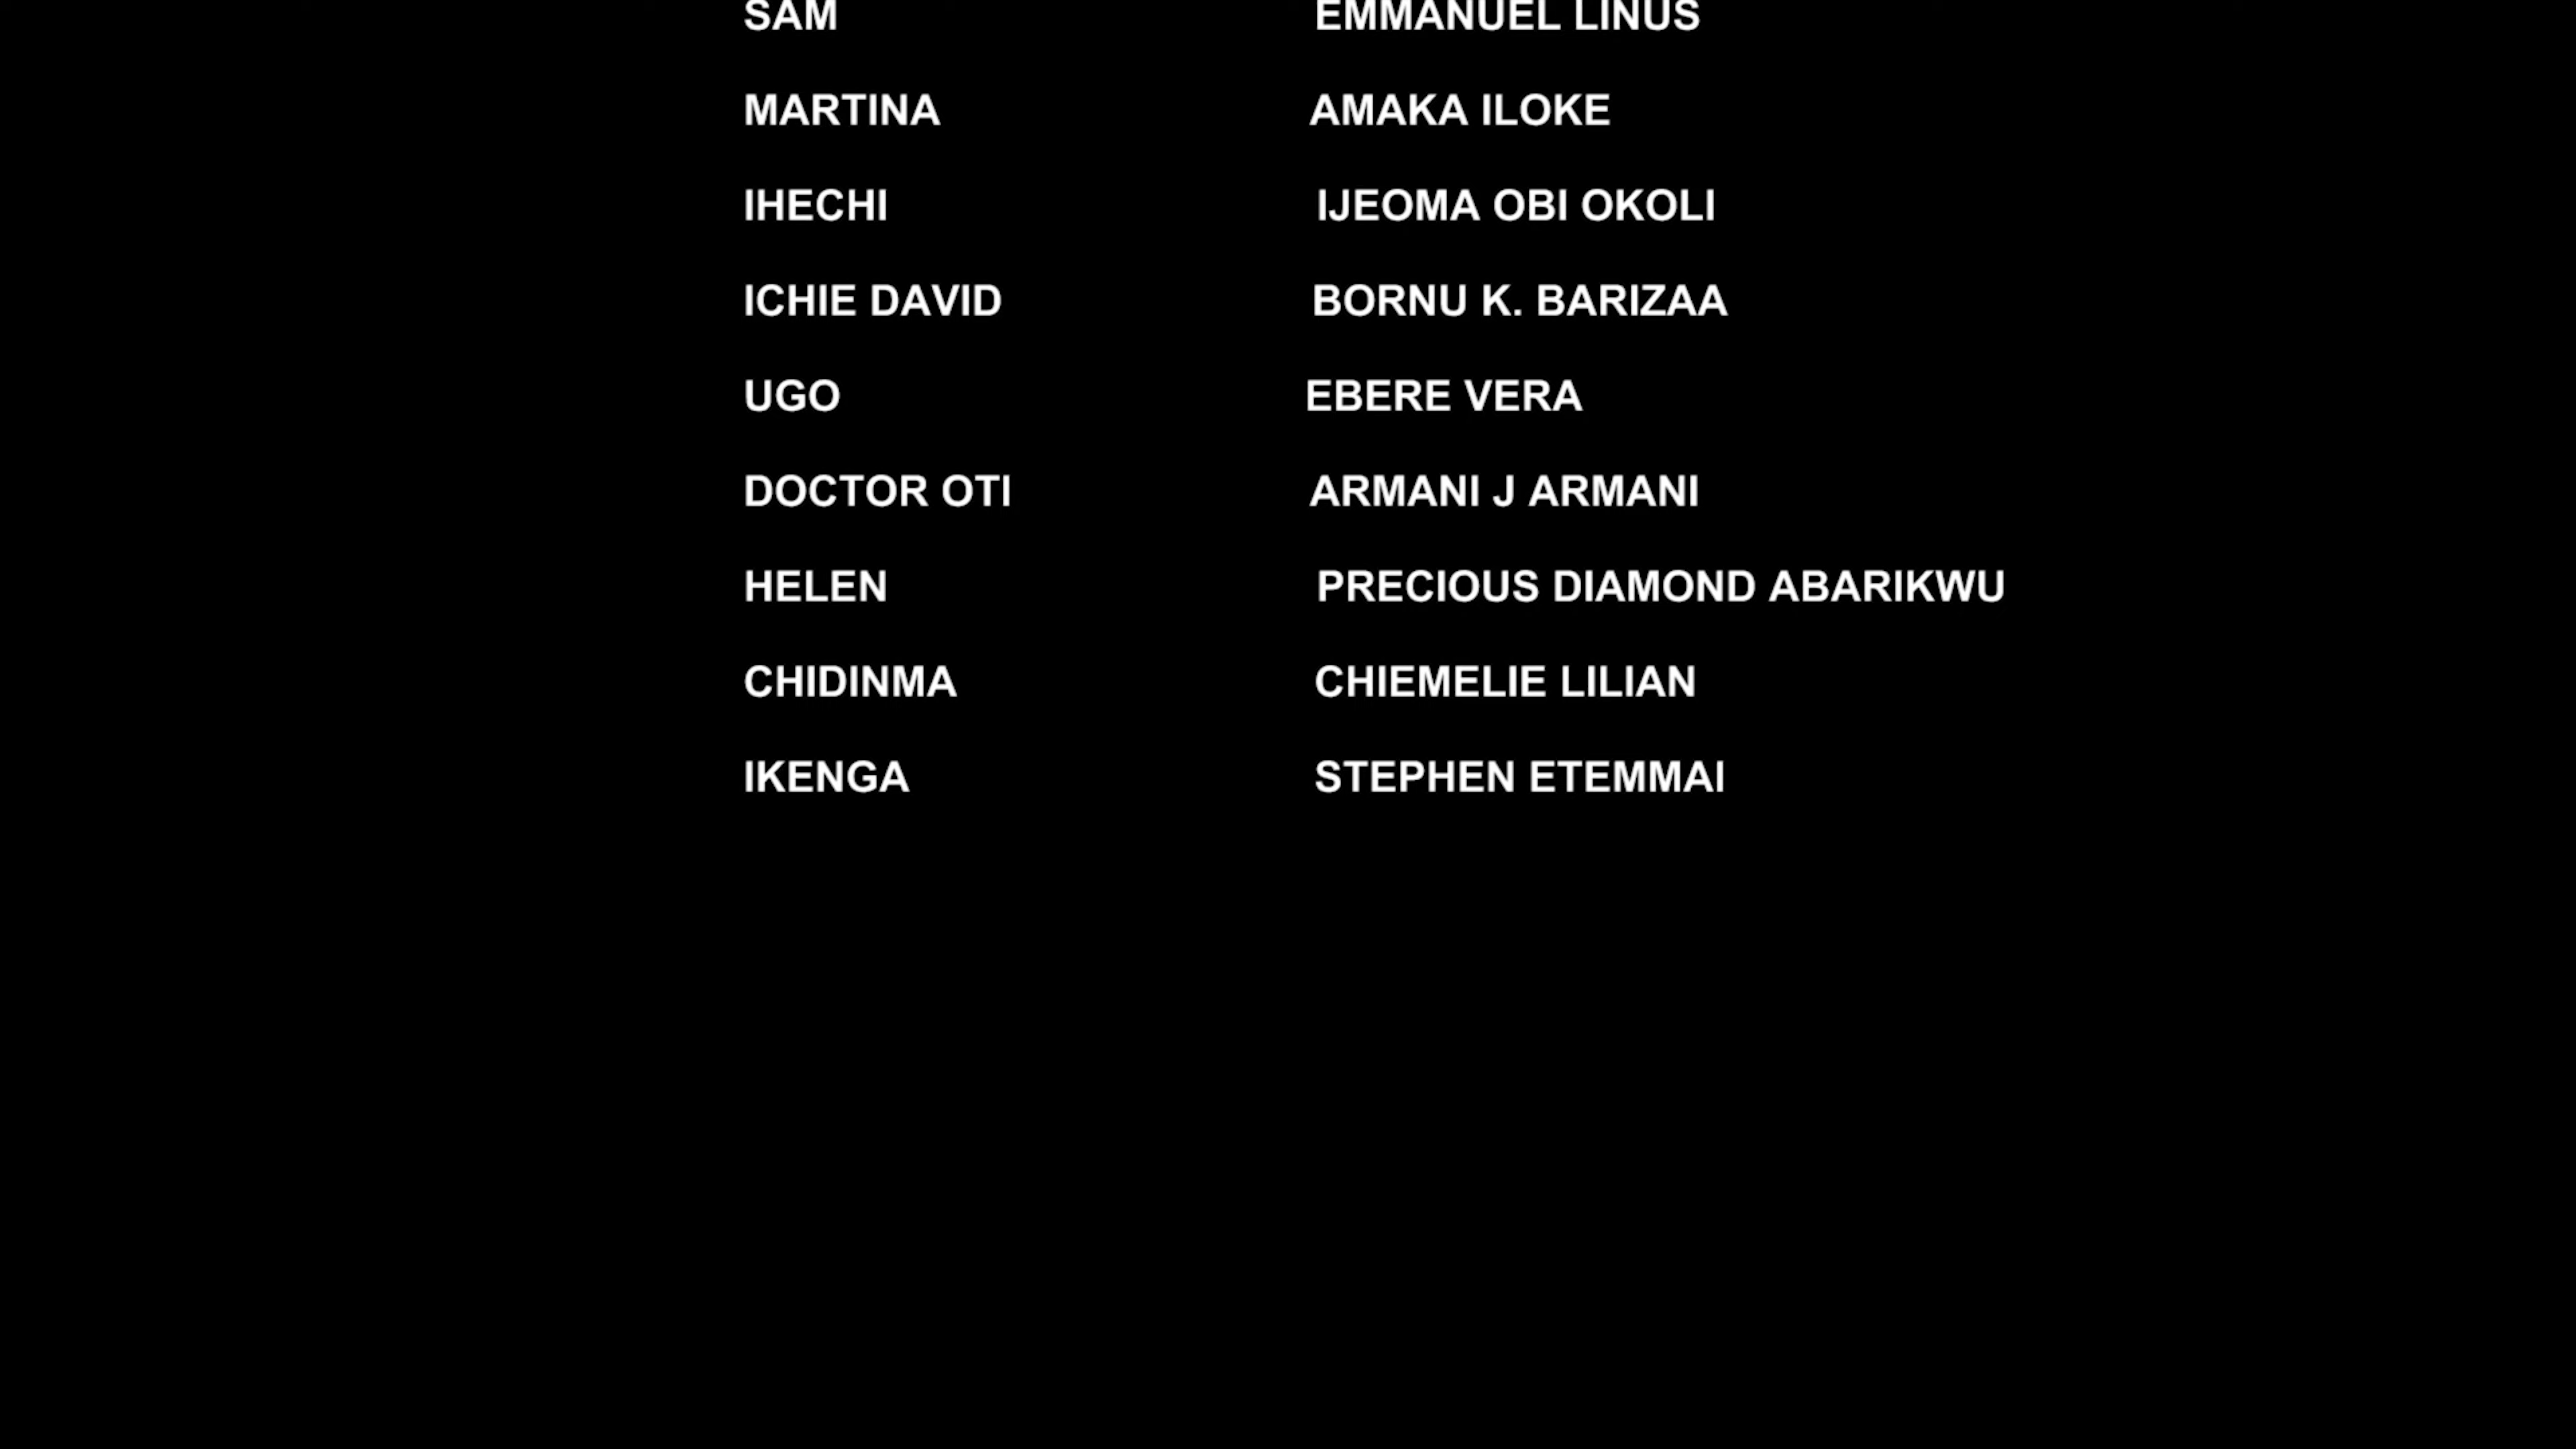 SAM EMMANUEL LINUS
MARTINA AMAKA ILOKE
IHECHI IJEOMA OBI OKOLI
ICHIE DAVID BORNU K. BARIZAA
UGO EBERE VERA
DOCTOR OTI ARMANI J ARMANI
HELEN PRECIOUS DIAMOND ABARIKWU
CHIDINMA CHIEMELIE LILIAN
IKENGA STEPHEN ETEMMAI